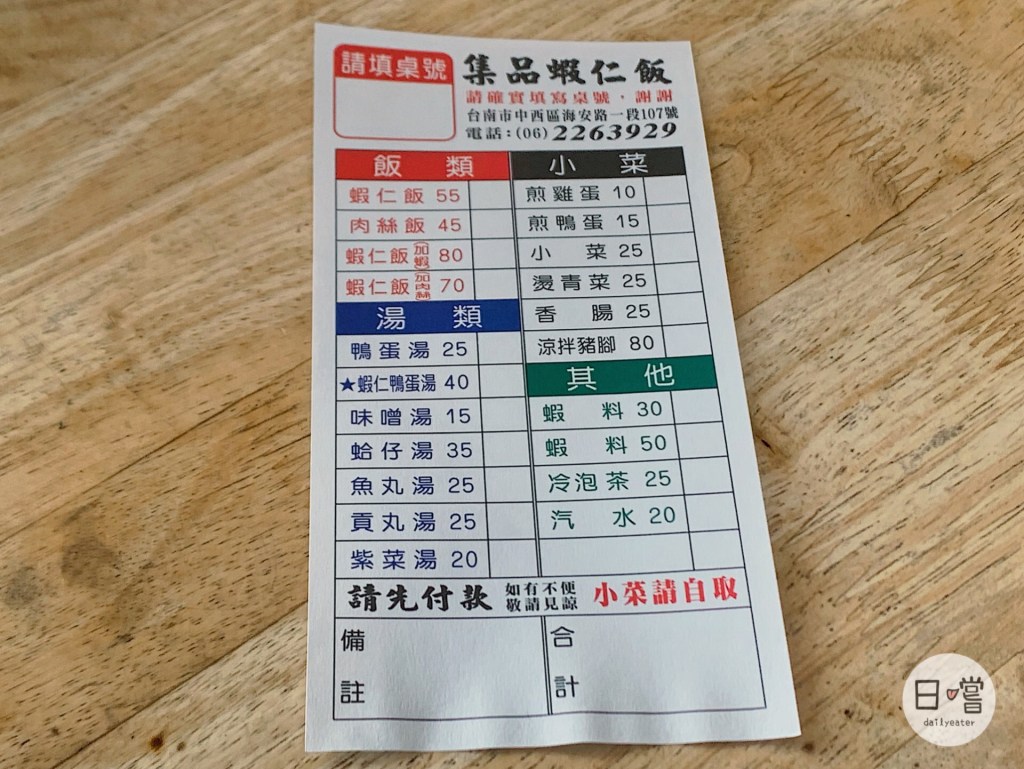 請填桌號
集品蝦仁飯
請確實填寫桌號,謝謝
台南市中西區海安路一段107號
電話:(06)2263929
飯類
蝦仁飯 55
肉絲飯 45
蝦仁飯(加蝦) 80
蝦仁飯(加肉絲) 70
湯類
鴨蛋湯 25
★蝦仁鴨蛋湯 40
味噌湯 15
蛤仔湯 35
魚丸湯 25
貢丸湯 25
紫菜湯 20
小菜
煎雞蛋 10
煎鴨蛋 15
小菜 25
燙青菜 25
香腸 25
涼拌豬腳 80
其他
蝦料 30
蝦料 50
冷泡茶 25
汽水 20
請先付款 如有不便 敬請見諒 小菜請自取
備註
合計
日嚐
dailyeater